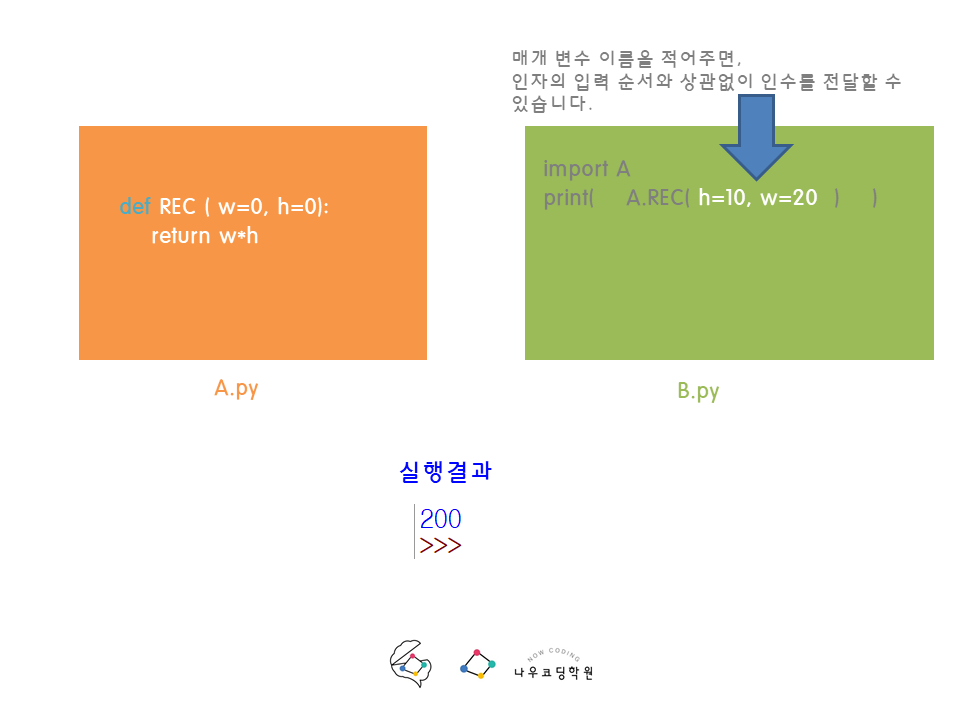 매개 변수 이름을 적어주면,
인자의 입력 순서와 상관없이 인수를 전달할 수
있습니다.
def REC ( w=0, h=0):
return w*h
A.py
import A
print( A.REC( h=10, w=20 ) )
B.py
실행결과
200
>>>
NOW CODING
나우코딩학원